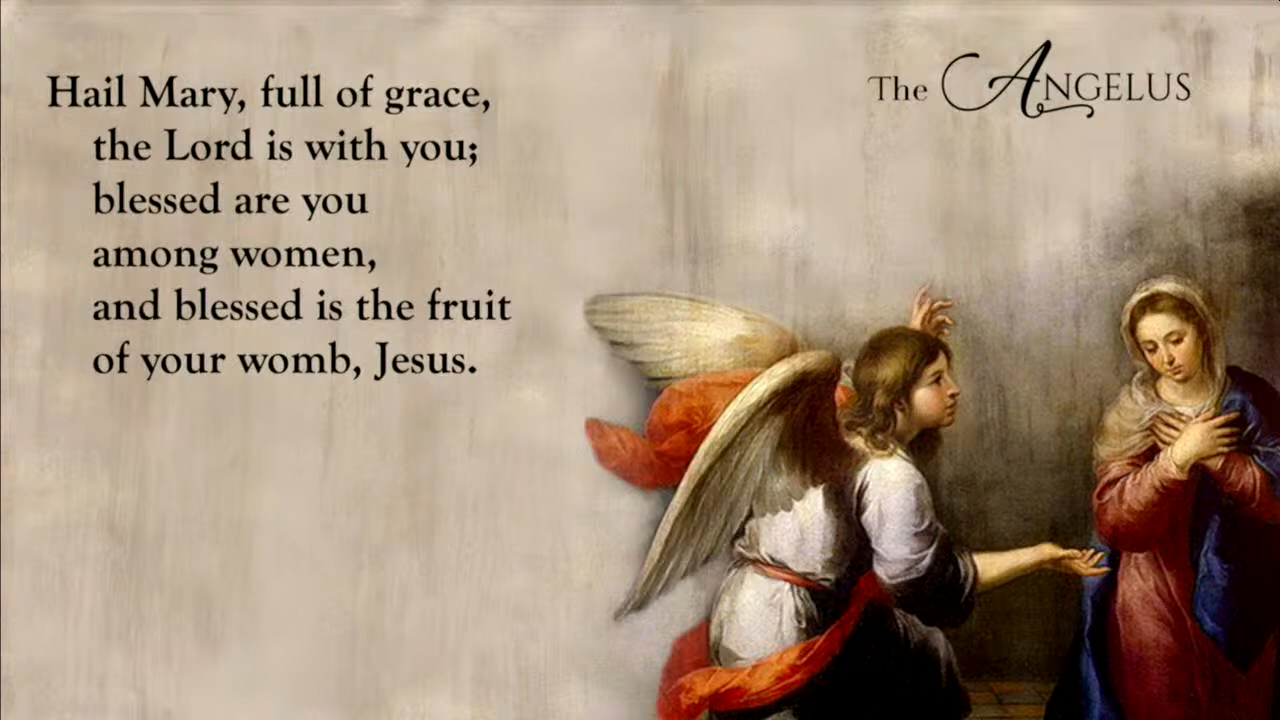 Hail Mary, full of grace,
the Lord is with you;
blessed are you
among women,
and blessed is the fruit
of your womb, Jesus.
The ANGELUS